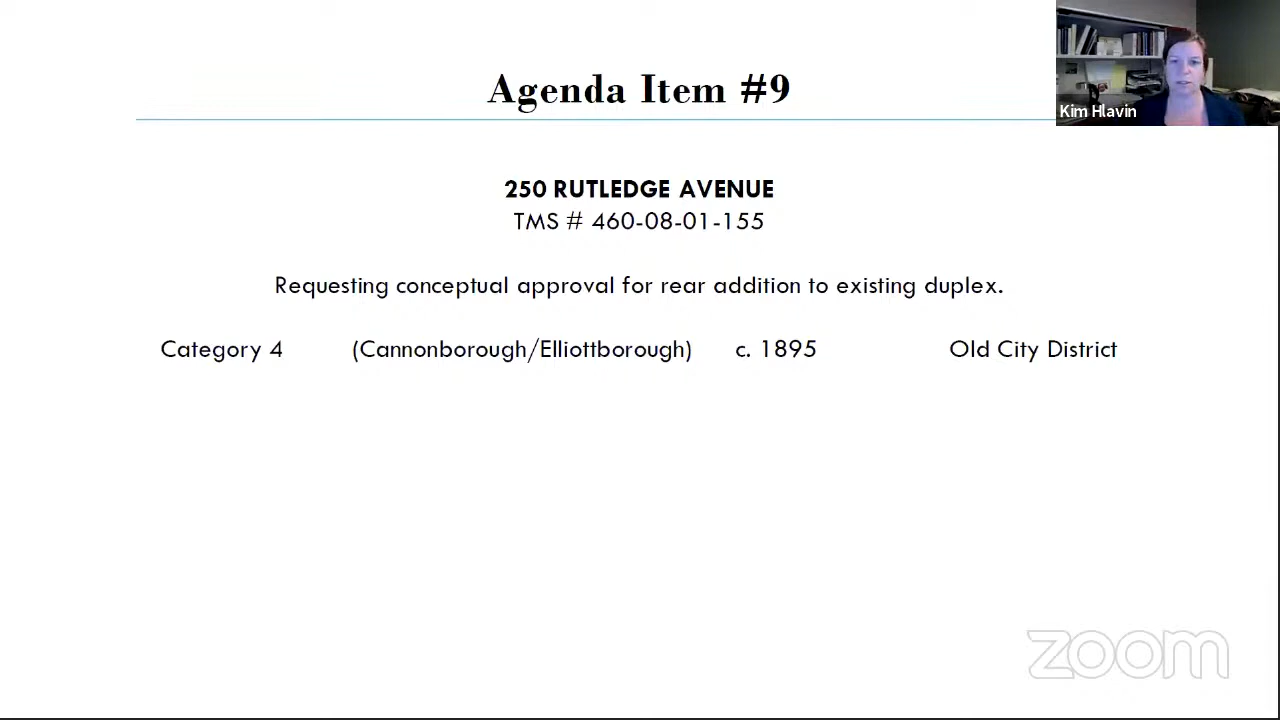 Agenda Item #9
Kim Hlavin
250 RUTLEDGE AVENUE
TMS # 460-08-01-155
Requesting conceptual approval for rear addition to existing duplex.
Category 4 (Cannonborough/Elliottborough) c. 1895 Old City District
zoom